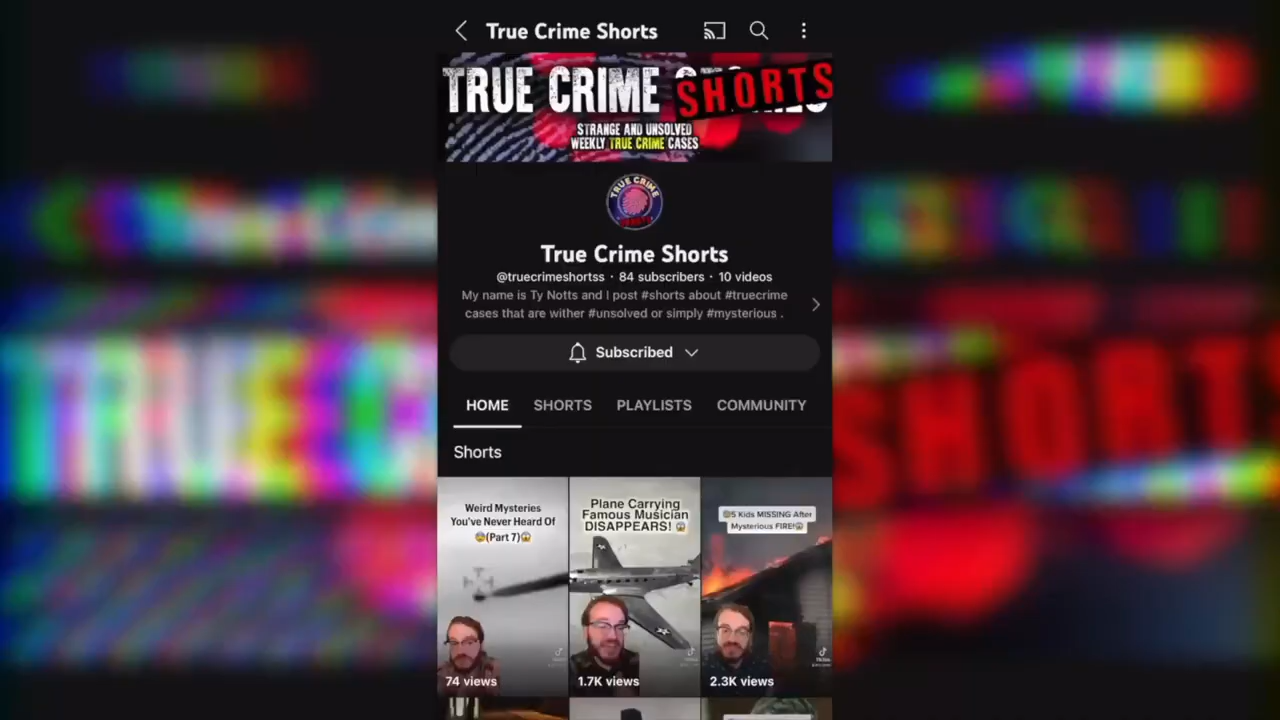 True Crime Shorts
TRUE CRIME SHORTS
STRANGE AND UNSOLVED
WEEKLY TRUE CRIME CASES
TRUE CRIME
True Crime Shorts
@truecrimeshortss · 84 subscribers · 10 videos
My name is Ty Notts and I post #shorts about #truecrime
cases that are wither #unsolved or simply #mysterious .
Subscribed
HOME SHORTS PLAYLISTS COMMUNITY
Shorts
Weird Mysteries
You've Never Heard Of
😨(Part 7)😱
Plane Carrying
Famous Musician
DISAPPEARS! 😱
😨5 Kids MISSING After
Mysterious FIRE!😱
74 views
1.7K views
2.3K views